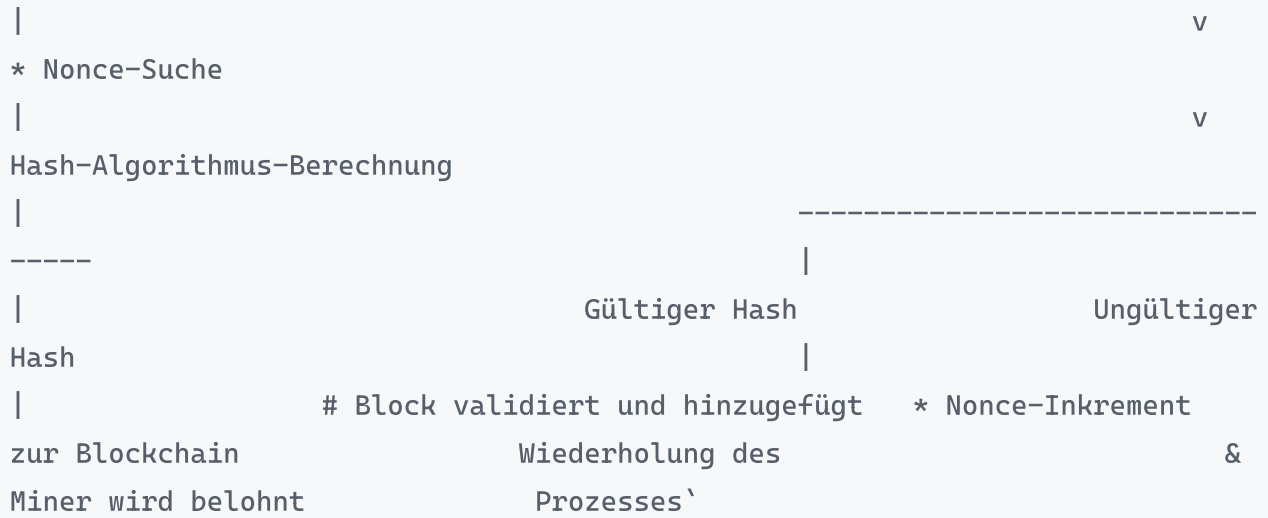 |                                                                        v
* Nonce-Suche
|                                                                        v
Hash-Algorithmus-Berechnung
|                                               ----------------------------
-----                                           |
|                                  Gültiger Hash                  Ungültiger
Hash                                            |
|                  # Block validiert und hinzugefügt   * Nonce-Inkrement
zur Blockchain                 Wiederholung des                           &
Miner wird belohnt              Prozesses`